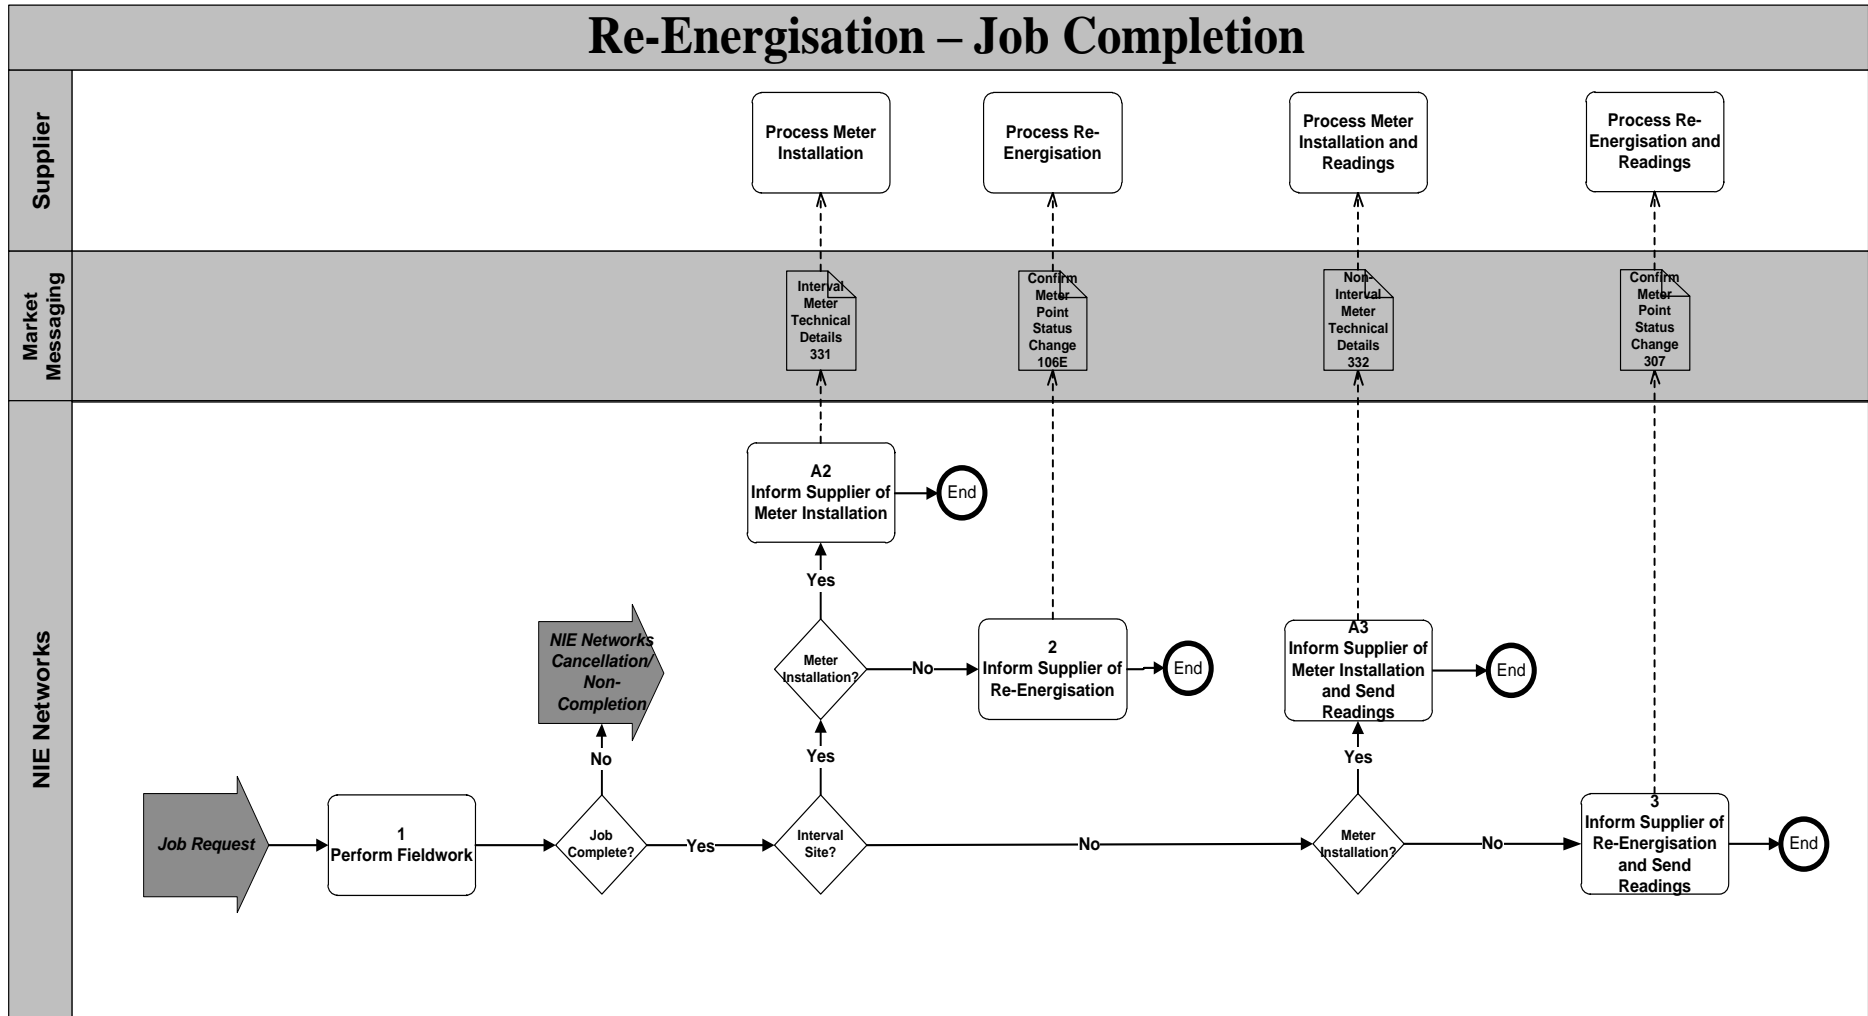 Re-Energisation – Job Completion
Supplier
Process Meter
Installation
Process Re-
Energisation
Process Meter
Installation and
Readings
Process Re-
Energisation and
Readings
Market
Messaging
Interval
Meter
Technical
Details
331
Confirm
Meter
Point
Status
Change
106E
Non-
Interval
Meter
Technical
Details
332
Confirm
Meter
Point
Status
Change
307
NIE Networks
A2
Inform Supplier of
Meter Installation
End
Yes
NIE Networks
Cancellation/
Non-
Completion
Meter
Installation?
No
2
Inform Supplier of
Re-Energisation
End
A3
Inform Supplier of
Meter Installation
and Send
Readings
End
No
Yes
Yes
Job Request
1
Perform Fieldwork
Job
Complete?
Yes
Interval
Site?
No
Meter
Installation?
No
3
Inform Supplier of
Re-Energisation
and Send
Readings
End